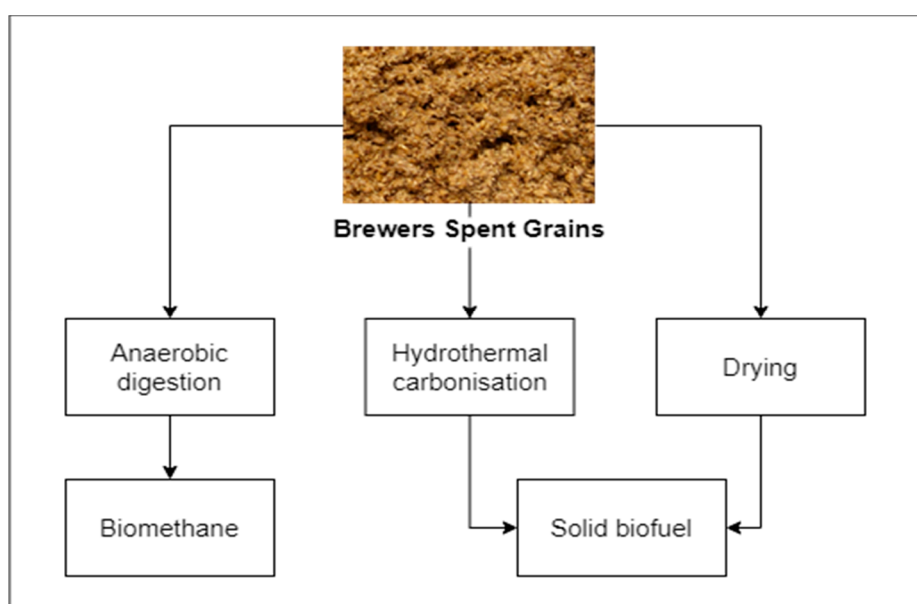 Brewers Spent Grains
Anaerobic
digestion
Hydrothermal
carbonisation
Drying
Biomethane
Solid biofuel